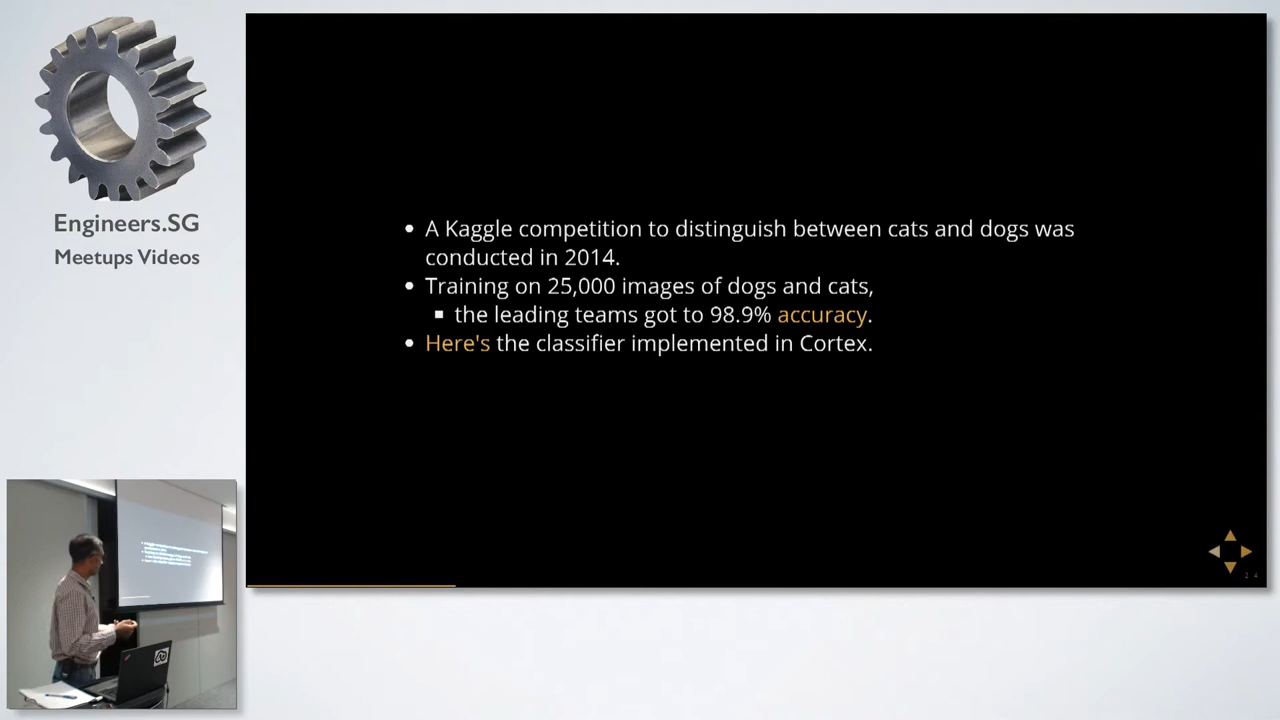 Engineers.SG
Meetups Videos
• A Kaggle competition to distinguish between cats and dogs was
conducted in 2014.
• Training on 25,000 images of dogs and cats,
▪ the leading teams got to 98.9% accuracy.
• Here's the classifier implemented in Cortex.